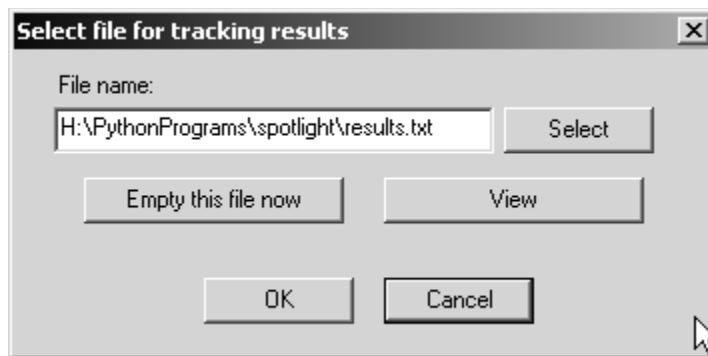 Select file for tracking results
File name:
H:\PythonPrograms\spotlight\results.txt
Select
Empty this file now
View
OK
Cancel